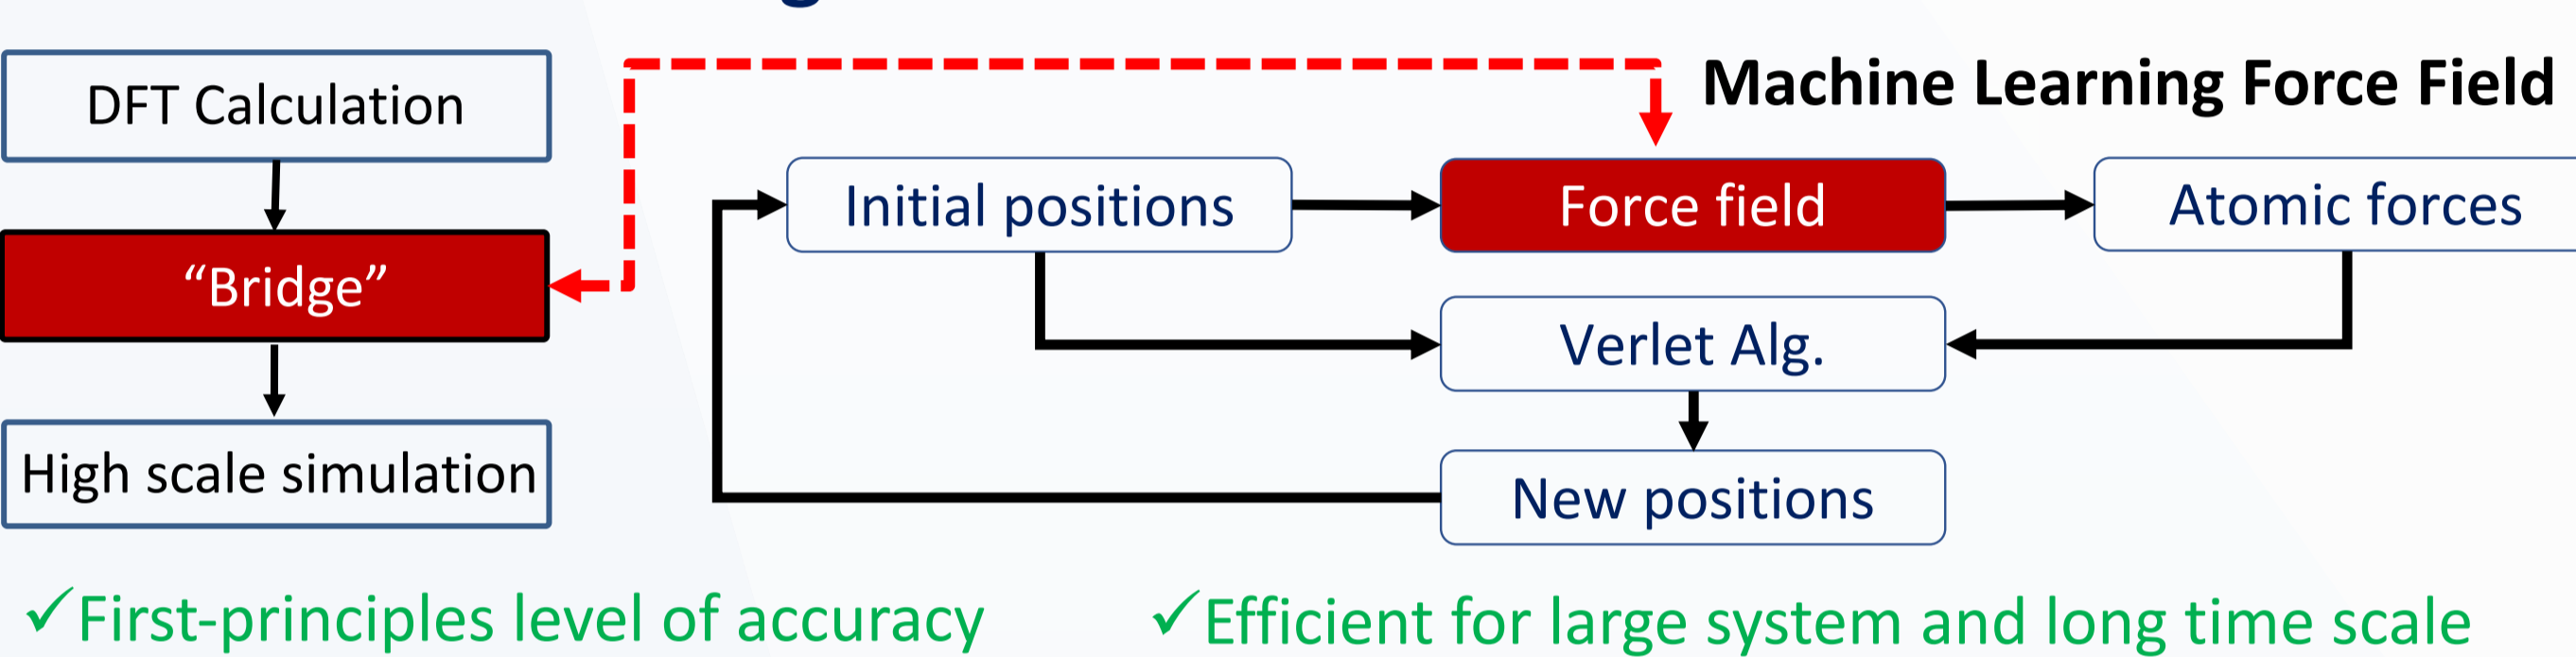 DFT Calculation
"Bridge"
High scale simulation
Machine Learning Force Field
Initial positions
Force field
Atomic forces
Verlet Alg.
New positions
✓First-principles level of accuracy
✓Efficient for large system and long time scale